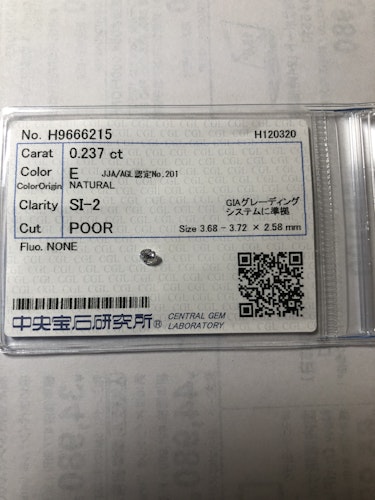 No. H9666215 H120320
Carat 0.237 ct
Color E JJA/AGL認定No.201
ColorOrigin NATURAL
Clarity SI-2 GIAグレーディング
システムに準拠
Cut POOR Size 3.68 - 3.72 × 2.58 mm
Fluo. NONE
中央宝石研究所® CENTRAL GEM
LABORATORY